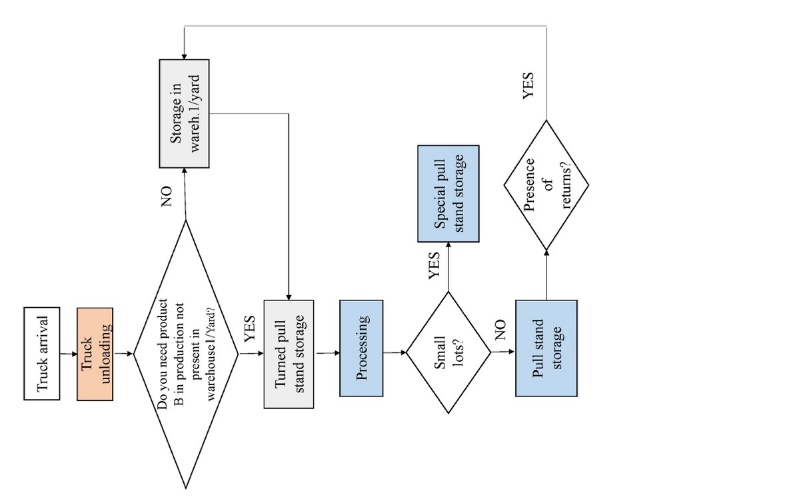 Truck arrival
Truck
unloading
Do you need product
B in production not
present in
warehouse1/Yard?
NO
Storage in
wareh.1/yard
YES
Turned pull
stand storage
Processing
Small
lots?
YES
Special pull
stand storage
NO
Pull stand
storage
Presence
of
returns?
YES